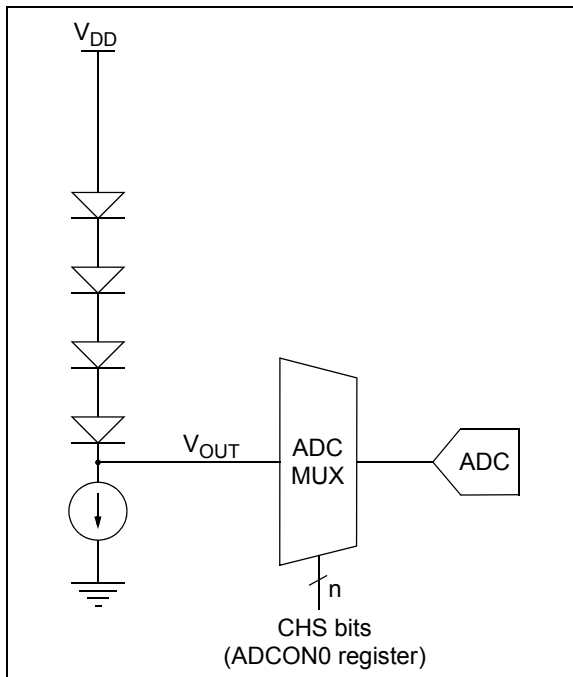 VDD
VOUT
ADC
MUX
ADC
n
CHS bits
(ADCON0 register)